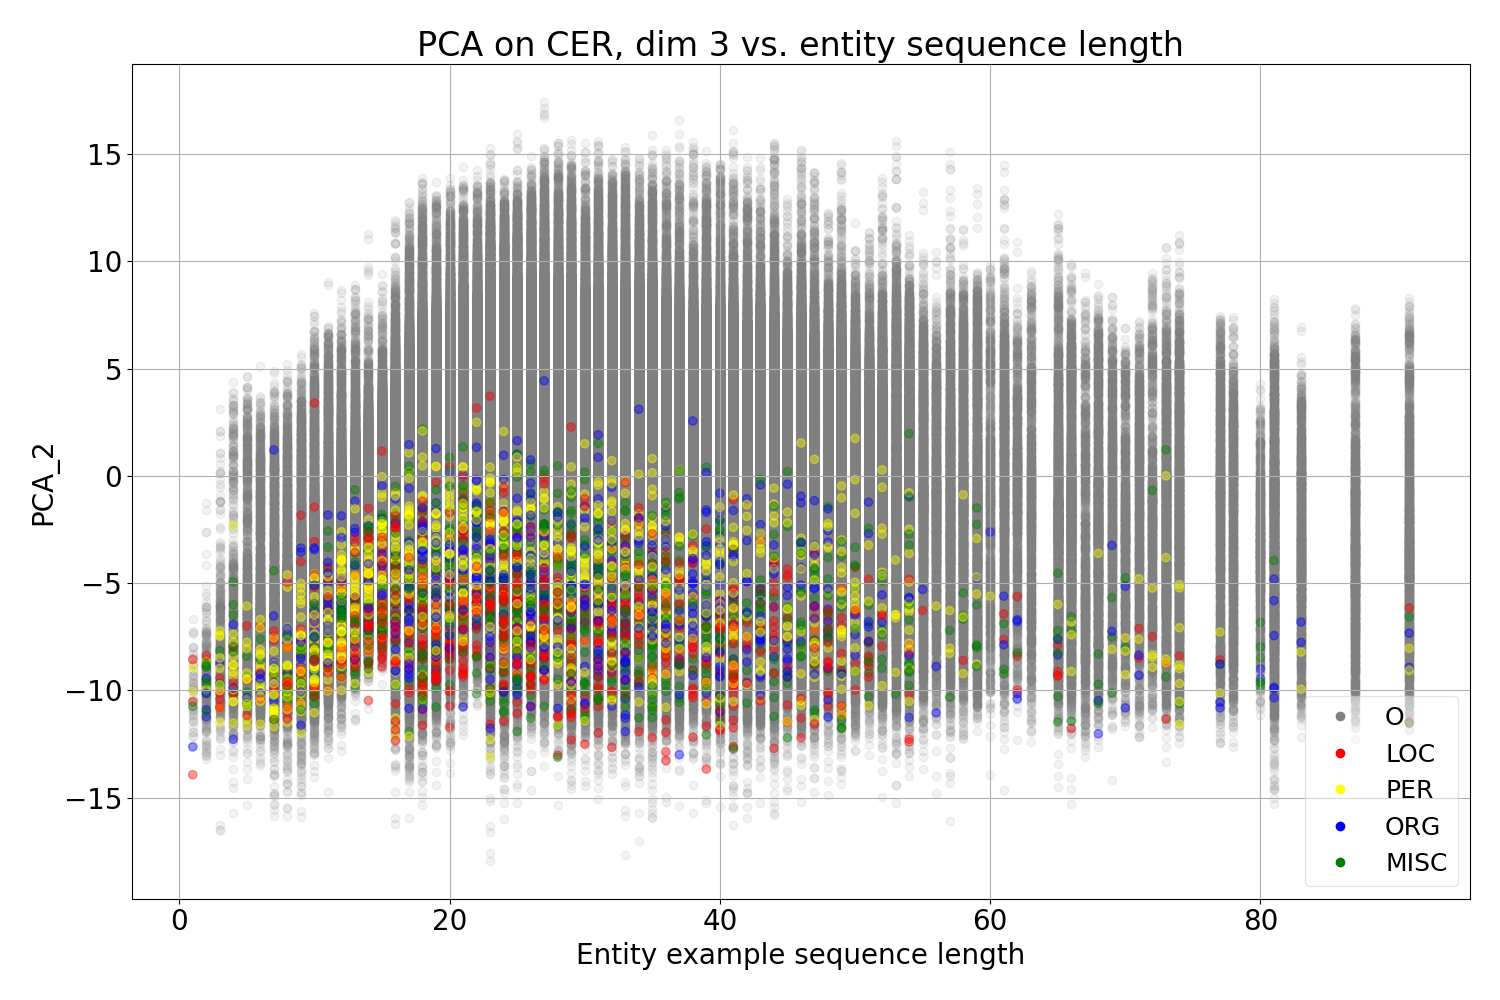 PCA on CER, dim 3 vs. entity sequence length
PCA_2
15
10
5
0
−5
−10
−15
0 20 40 60 80
Entity example sequence length
O
LOC
PER
ORG
MISC